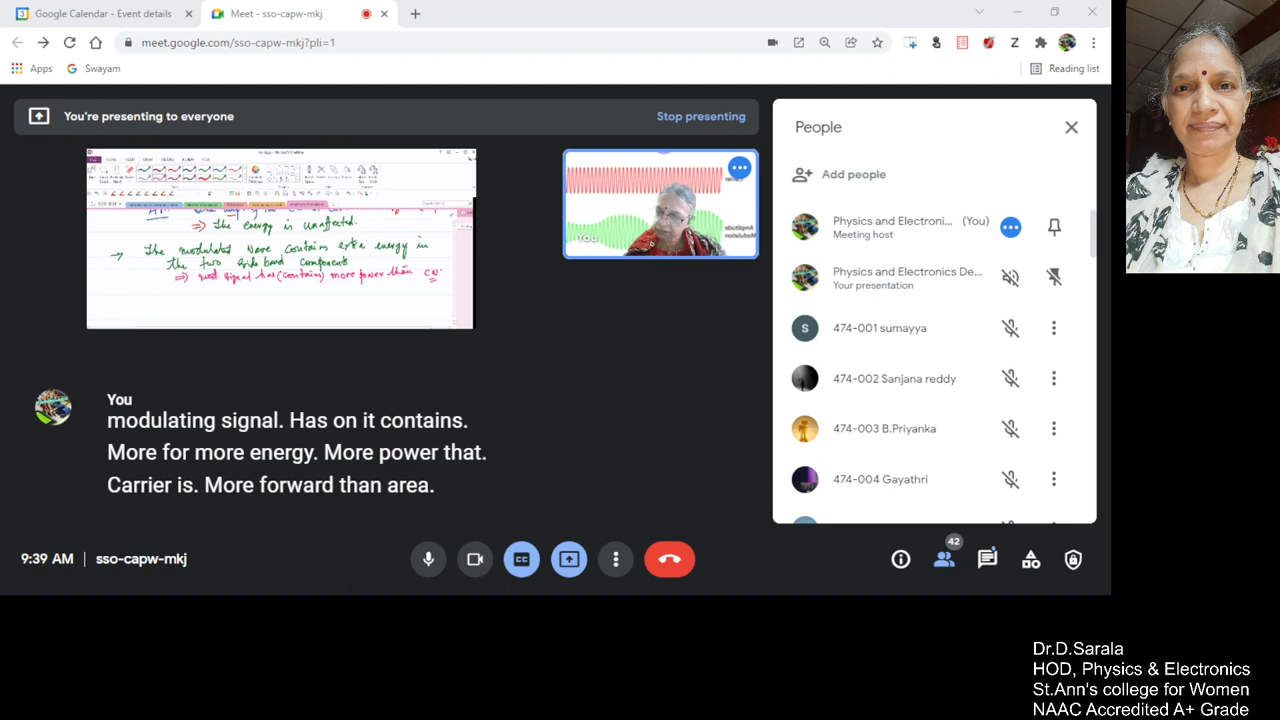 Google Calendar - Event details
Meet - sso-capw-mkj
meet.google.com/sso-capw-mkj?pli=1
Z
Apps
Swayam
Reading list
You're presenting to everyone
Stop presenting
⇒ The energy is unaffected.
→ The modulated wave contains extra energy in
the two side band components
⇒ mod. signal has (contains) more power than CW
YOU
Amplitude
Modulation
People
Add people
Physics and Electroni... (You)
Meeting host
Physics and Electronics De...
Your presentation
S
474-001 sumayya
474-002 Sanjana reddy
474-003 B.Priyanka
474-004 Gayathri
You
modulating signal. Has on it contains.
More for more energy. More power that.
Carrier is. More forward than area.
9:39 AM | sso-capw-mkj
CC
42
Dr.D.Sarala
HOD, Physics & Electronics
St.Ann's college for Women
NAAC Accredited A+ Grade